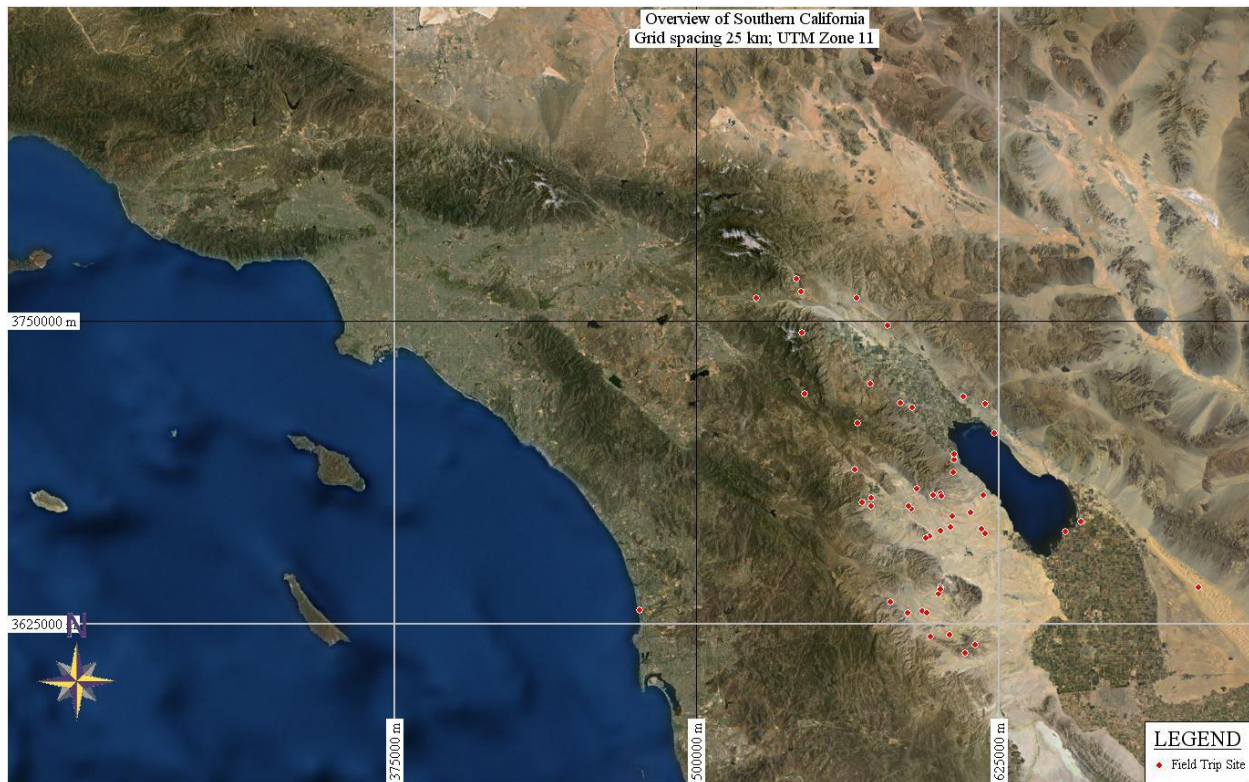 Overview of Southern California
Grid spacing 25 km; UTM Zone 11
3750000 m
3625000 m
N
375000 m
500000 m
625000 m
LEGEND
Field Trip Site